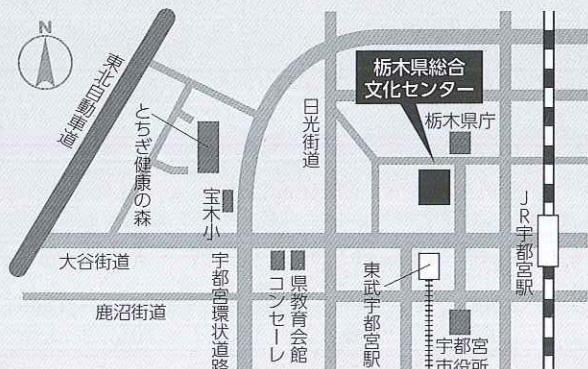 N
東北自動車道
とちぎ健康の森
宝木小
日光街道
栃木県総合
文化センター
栃木県庁
JR宇都宮駅
大谷街道
鹿沼街道
宇都宮環状道路
コンセーレ
県教育会館
東武宇都宮駅
宇都宮
市役所